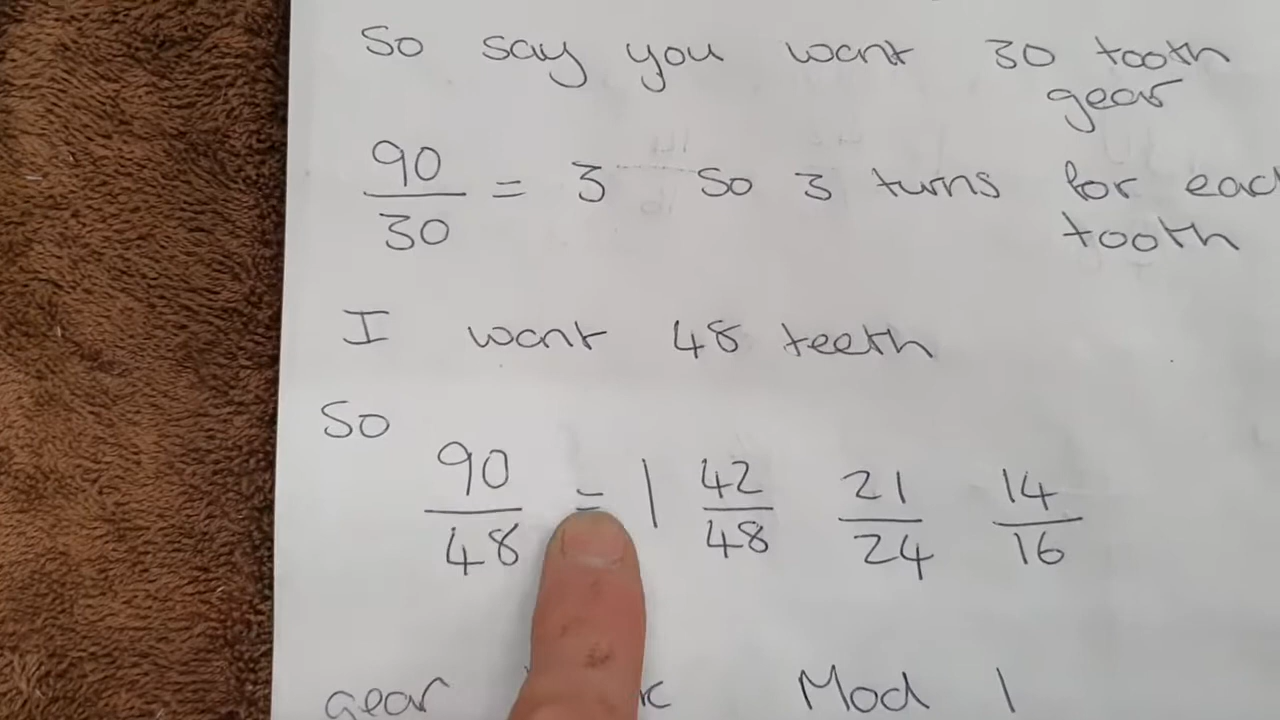 So say you want 30 tooth
gear
90/30 = 3 So 3 turns for each
tooth
I want 48 teeth
So
90/48 = 1 42/48 21/24 14/16
gear Mod 1